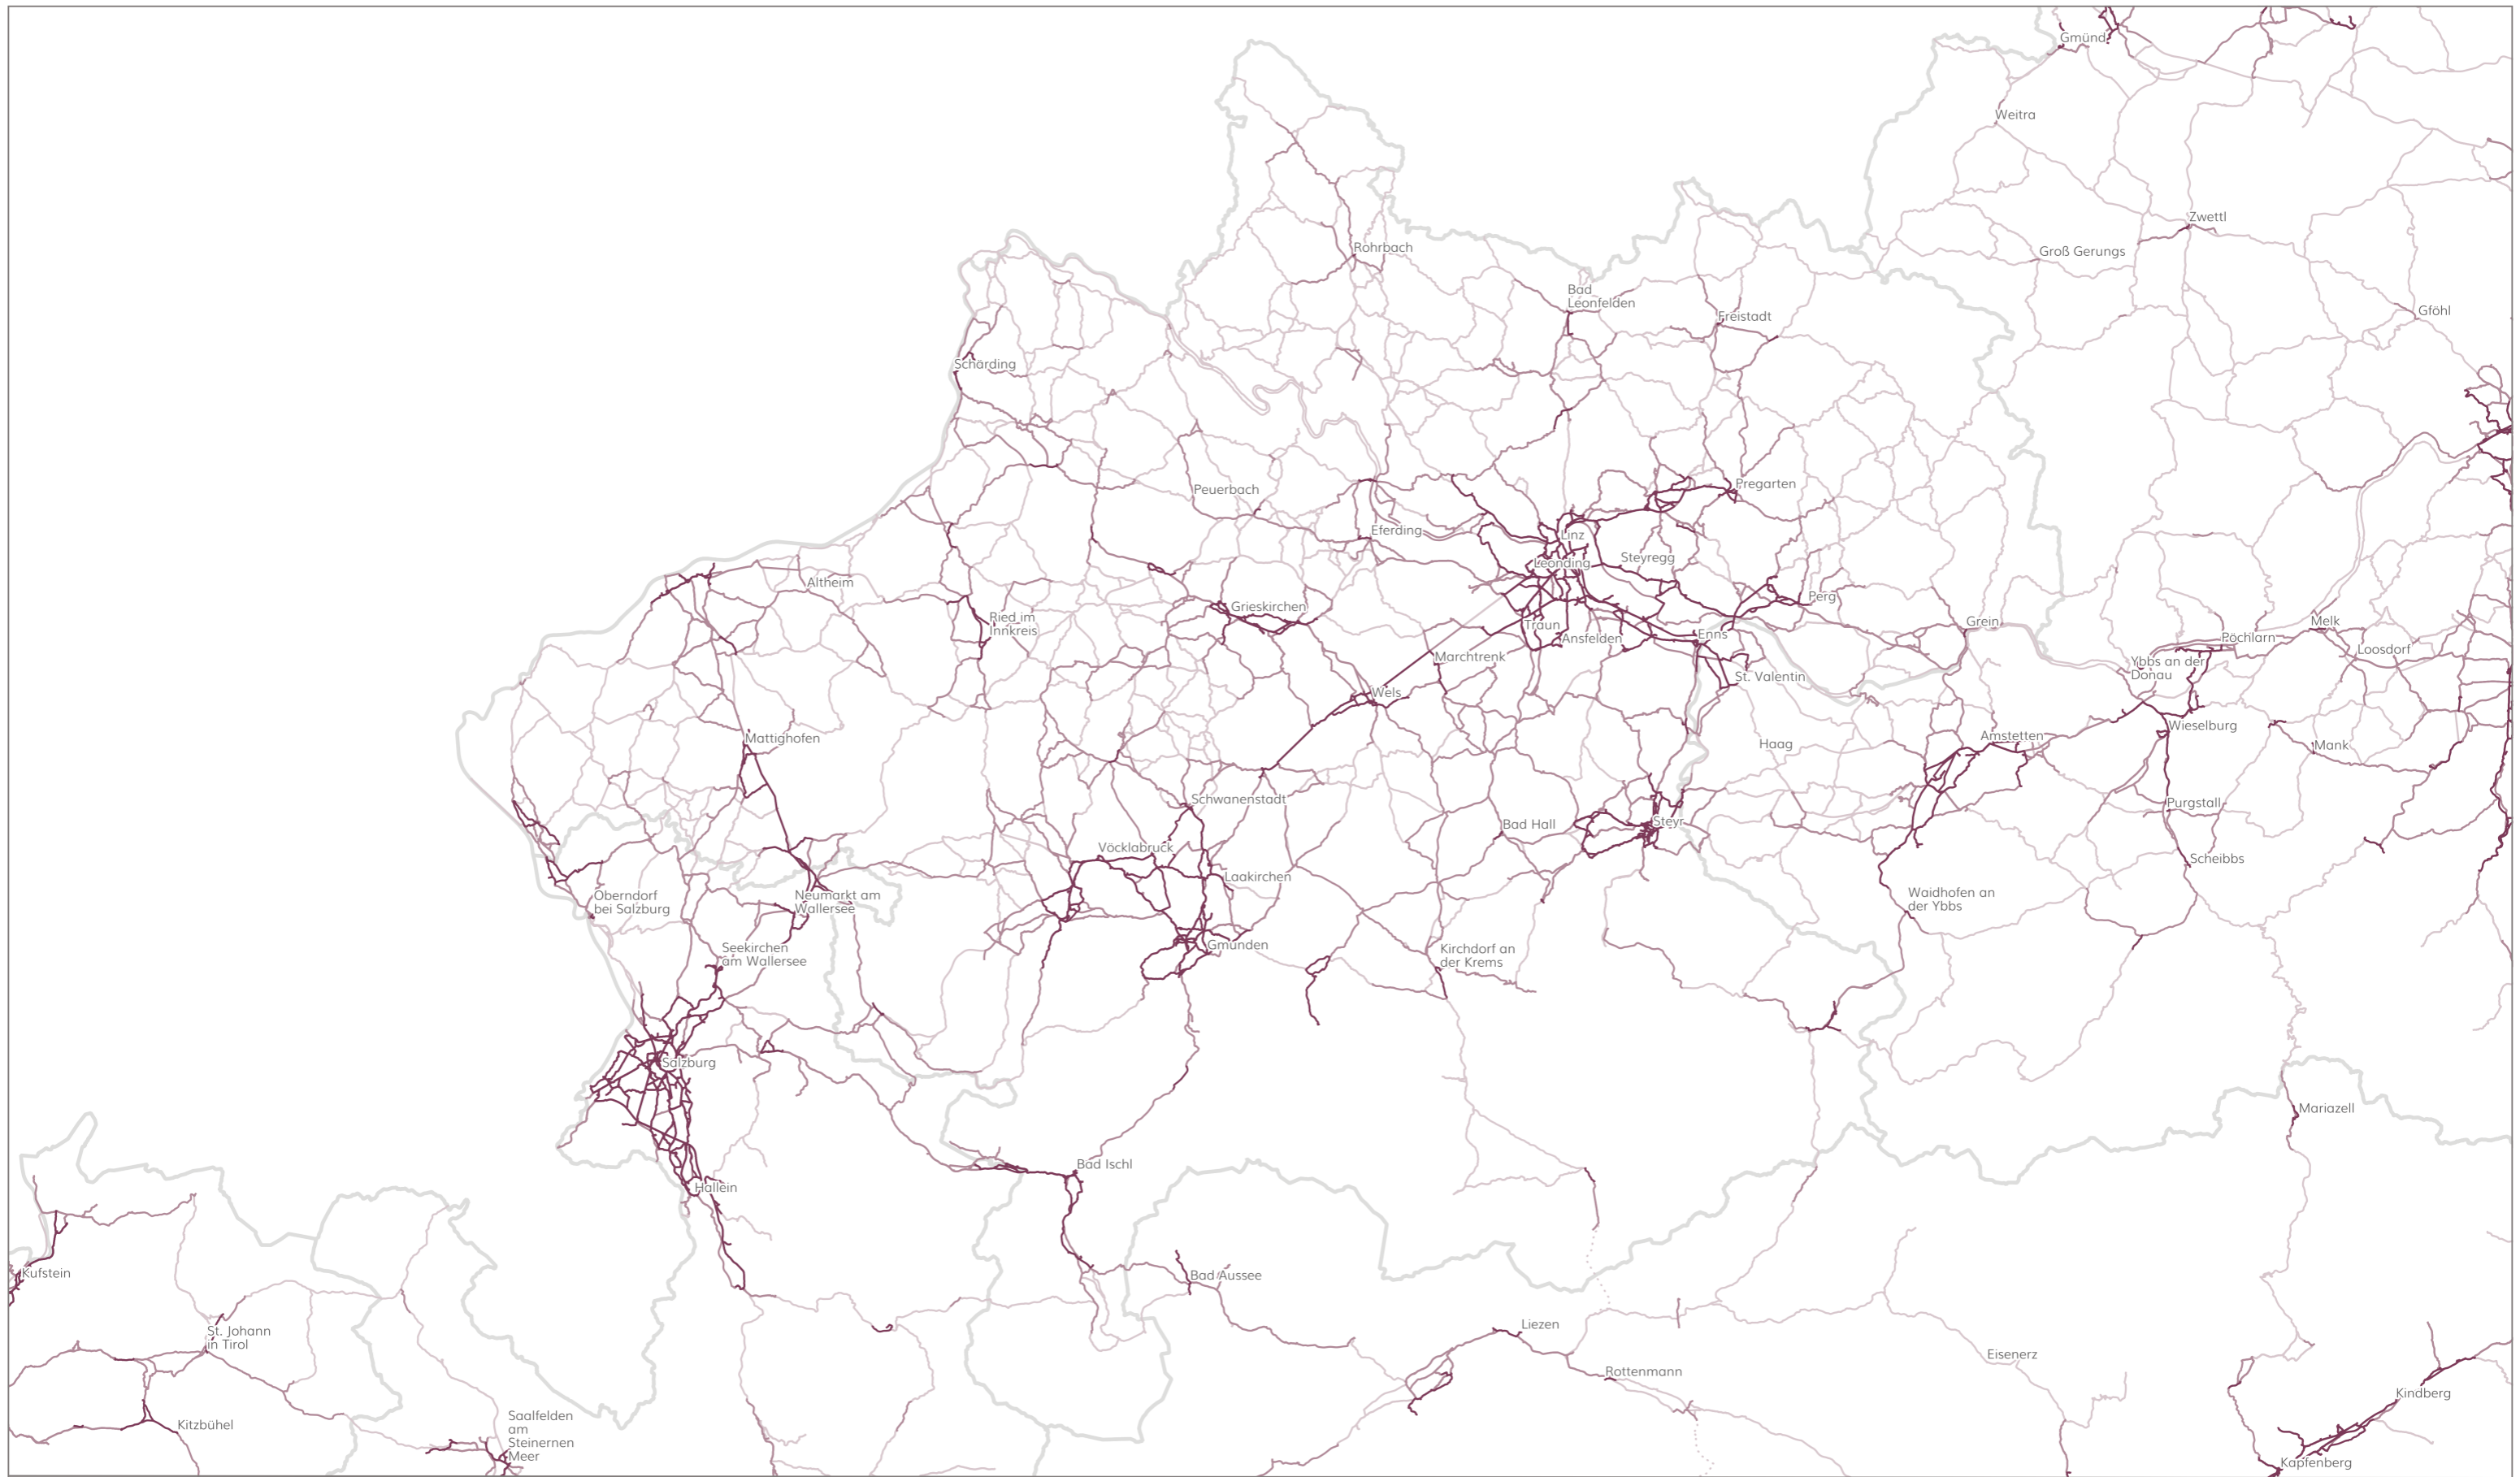 Gmünd
Weitra
Zwettl
Rohrbach
Groß Gerungs
Bad
Leonfelden
Freistadt
Gföhl
Schärding
Peuerbach
Pregarten
Eferding
Linz
Steyregg
Leonding
Altheim
Perg
Grieskirchen
Ried im
Innkreis
Traun
Ansfelden
Enns
Grein
Melk
Pöchlarn
Loosdorf
Marchtrenk
Ybbs an der
Donau
St. Valentin
Wels
Wieselburg
Mattighofen
Haag
Amstetten
Mank
Schwanenstadt
Purgstall
Bad Hall
Steyr
Vöcklabruck
Scheibbs
Laakirchen
Oberndorf
bei Salzburg
Neumarkt am
Wallersee
Waidhofen an
der Ybbs
Seekirchen
am Wallersee
Gmunden
Kirchdorf an
der Krems
Salzburg
Mariazell
Bad Ischl
Hallein
Kufstein
Bad Aussee
St. Johann
in Tirol
Liezen
Eisenerz
Rottenmann
Kindberg
Kitzbühel
Saalfelden
am
Steinernen
Meer
Kapfenberg